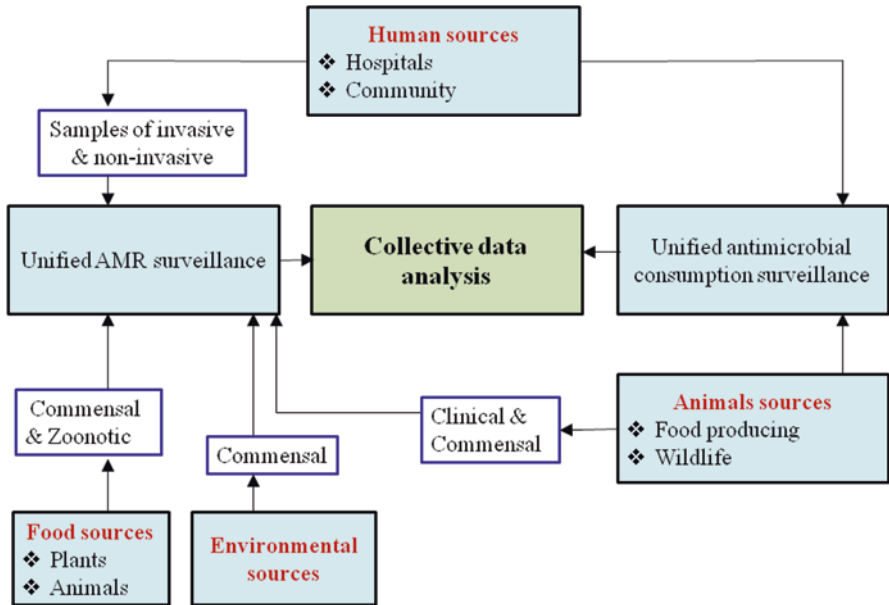 Human sources
❖ Hospitals
❖ Community
Samples of invasive
& non-invasive
Unified AMR surveillance
Collective data
analysis
Unified antimicrobial
consumption surveillance
Commensal
& Zoonotic
Commensal
Clinical &
Commensal
Animals sources
❖ Food producing
❖ Wildlife
Food sources
❖ Plants
❖ Animals
Environmental
sources